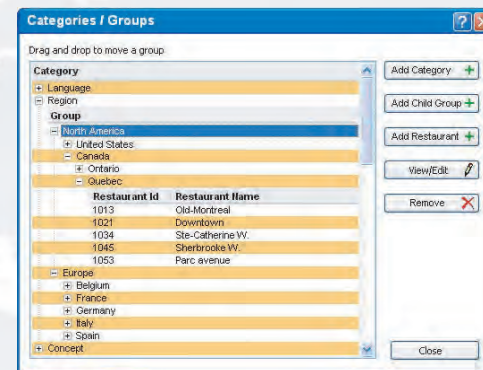 Categories / Groups
Drag and drop to move a group
Category
Language
Region
Group
North America
United States
Canada
Ontario
Quebec
Restaurant Id Restaurant Name
1013 Old-Montreal
1021 Downtown
1034 Ste-Catherine W.
1045 Sherbrooke W.
1053 Parc avenue
Europe
Belgium
France
Germany
Italy
Spain
Concept
Add Category
Add Child Group
Add Restaurant
View/Edit
Remove
Close